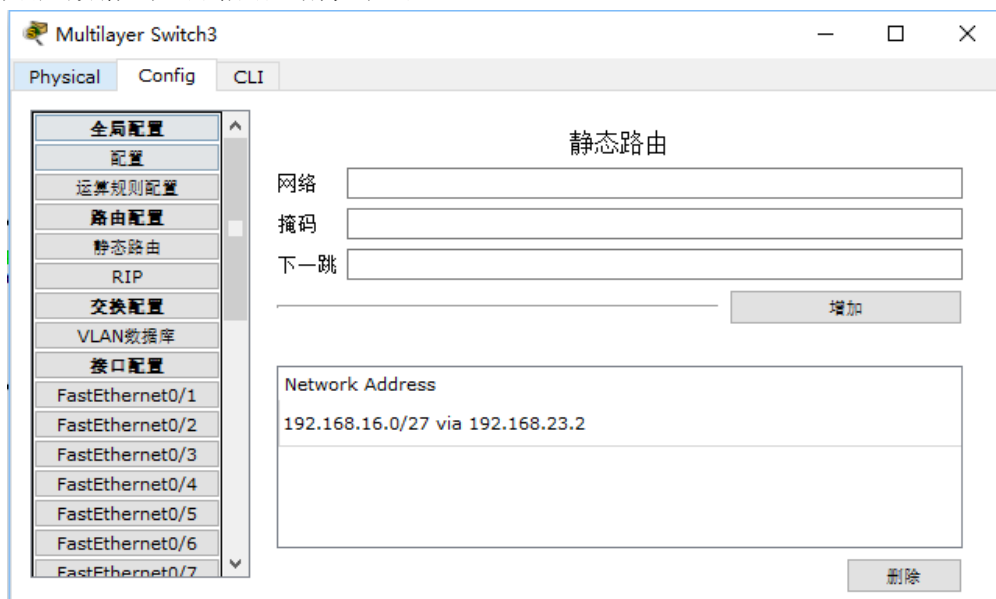 Multilayer Switch3
Physical Config CLI
全局配置
配置
运算规则配置
路由配置
静态路由
RIP
交换配置
VLAN数据库
接口配置
FastEthernet0/1
FastEthernet0/2
FastEthernet0/3
FastEthernet0/4
FastEthernet0/5
FastEthernet0/6
FastEthernet0/7
静态路由
网络
掩码
下一跳
增加
Network Address
192.168.16.0/27 via 192.168.23.2
删除